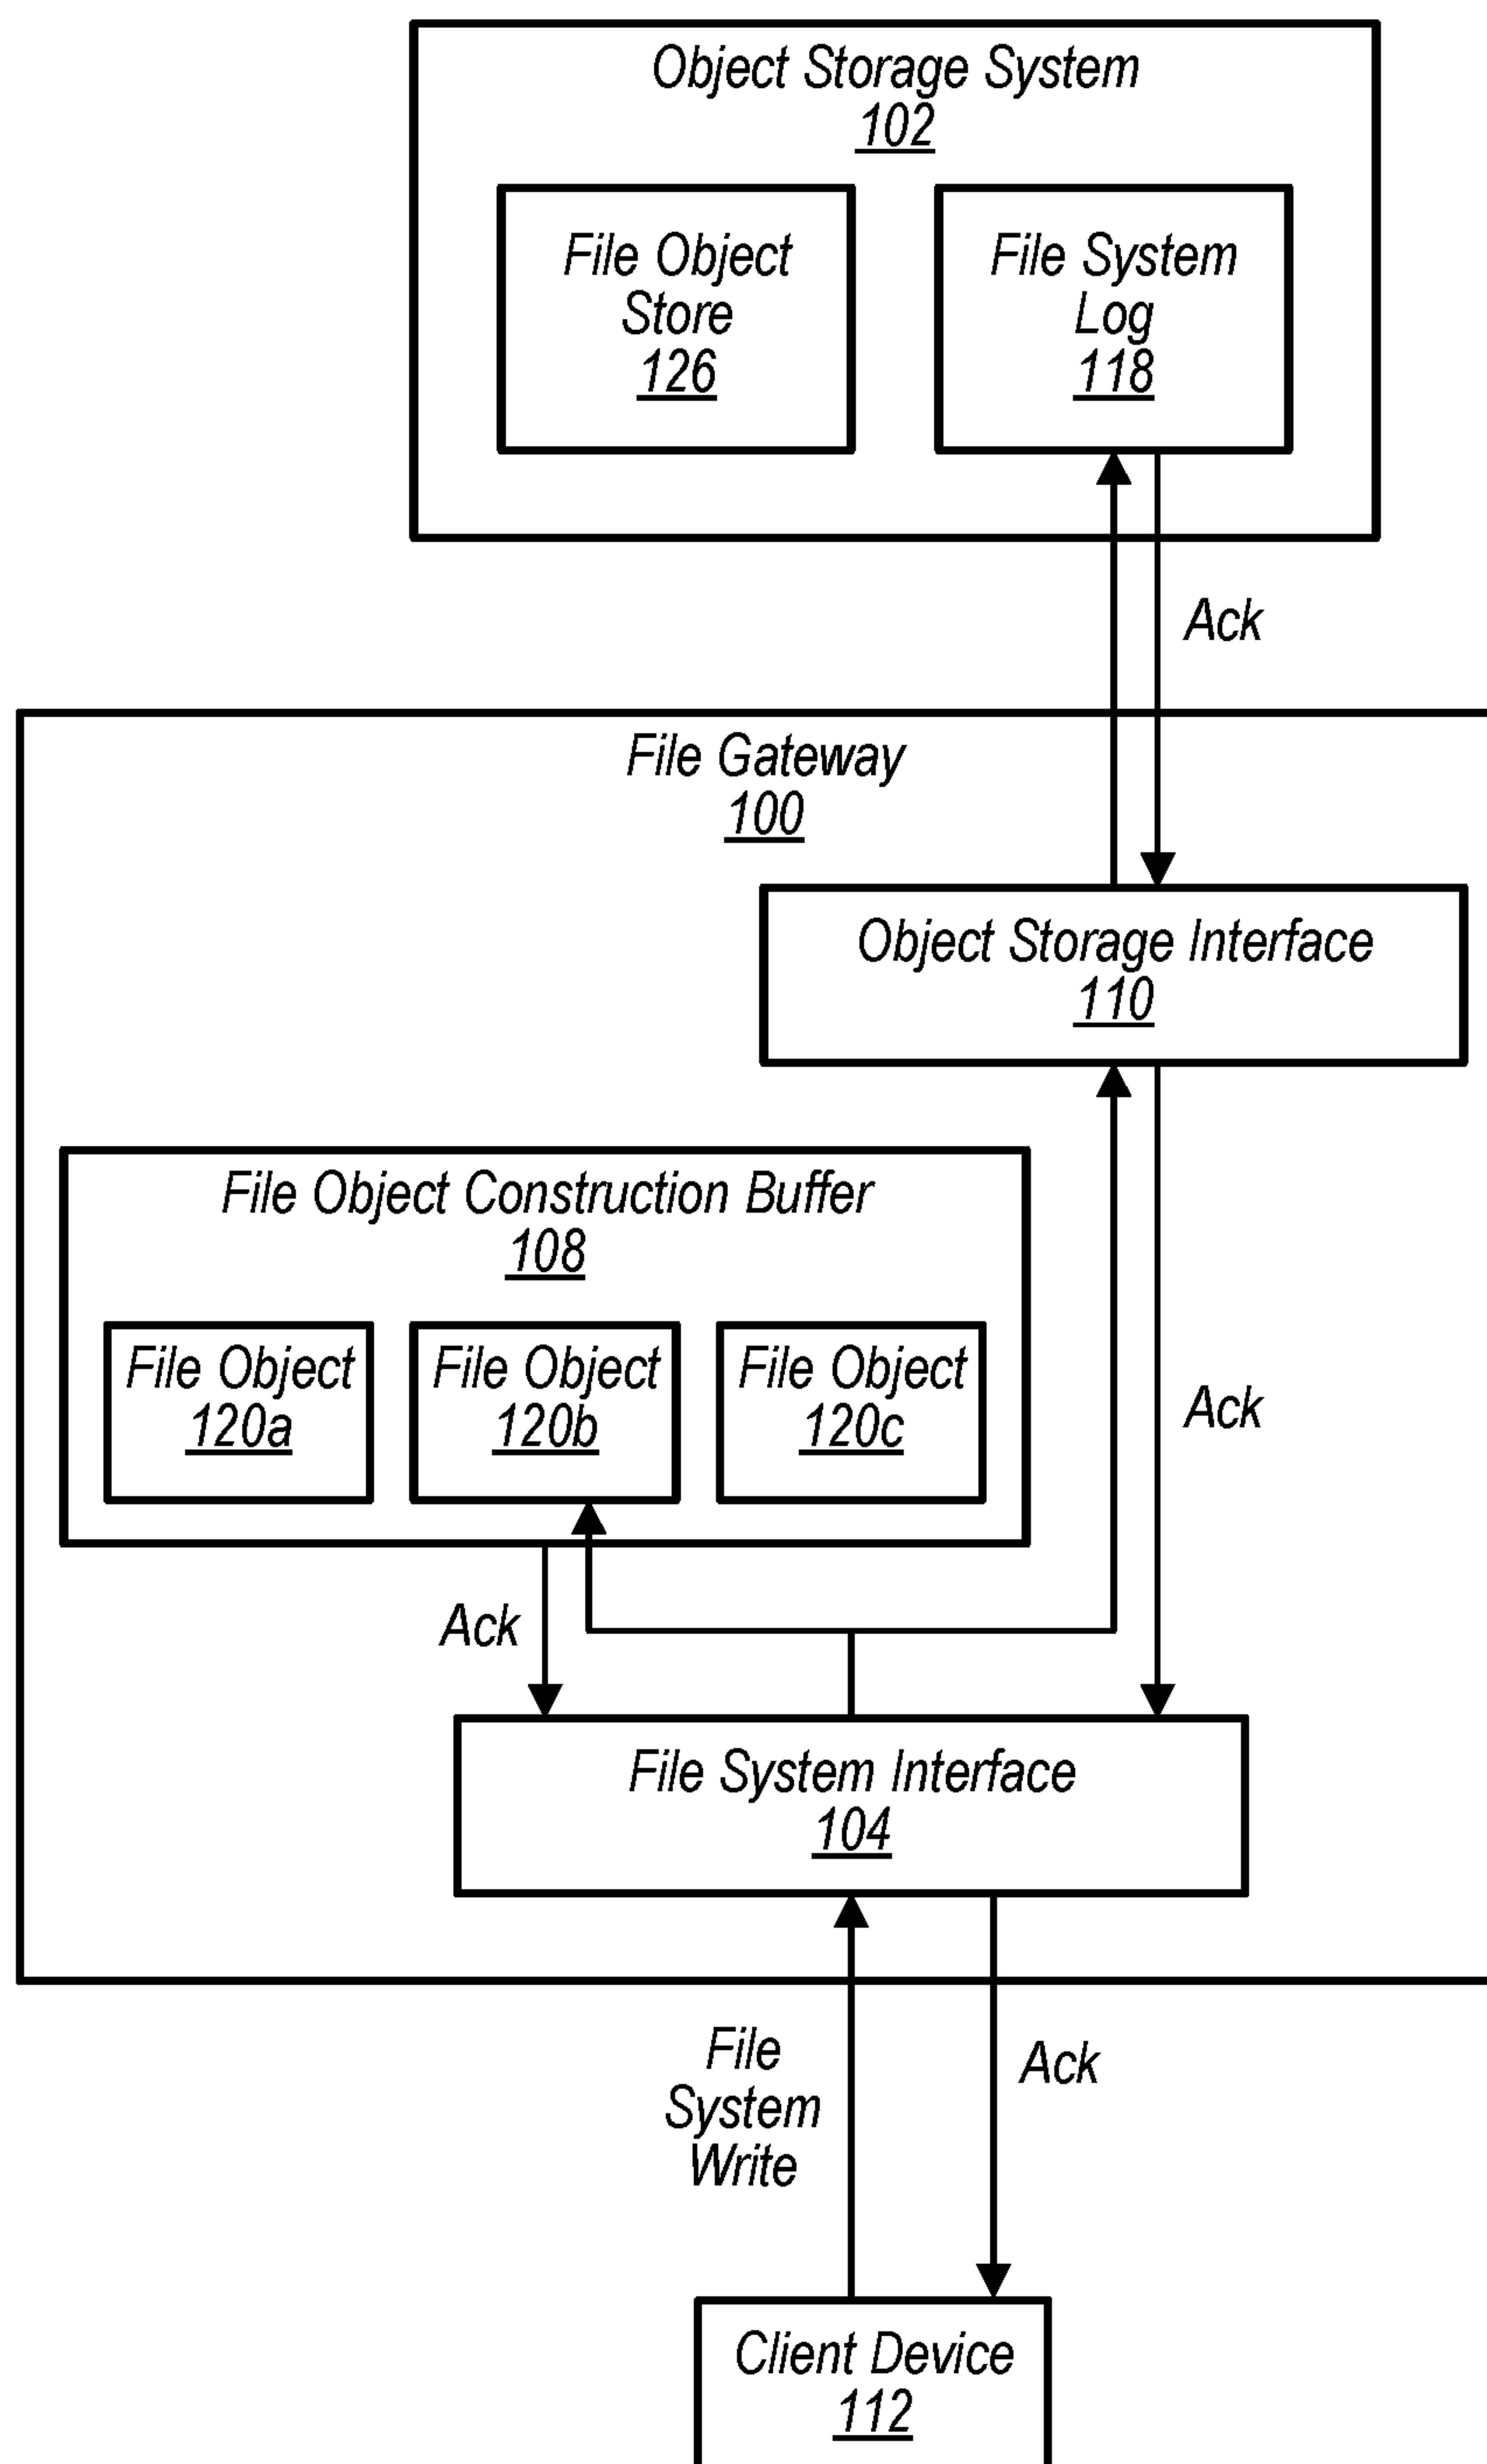 Object Storage System
102
File Object
Store
126
File System
Log
118
Ack
File Gateway
100
Object Storage Interface
110
File Object Construction Buffer
108
File Object
120a
File Object
120b
File Object
120c
Ack
Ack
File System Interface
104
File
System
Write
Ack
Client Device
112